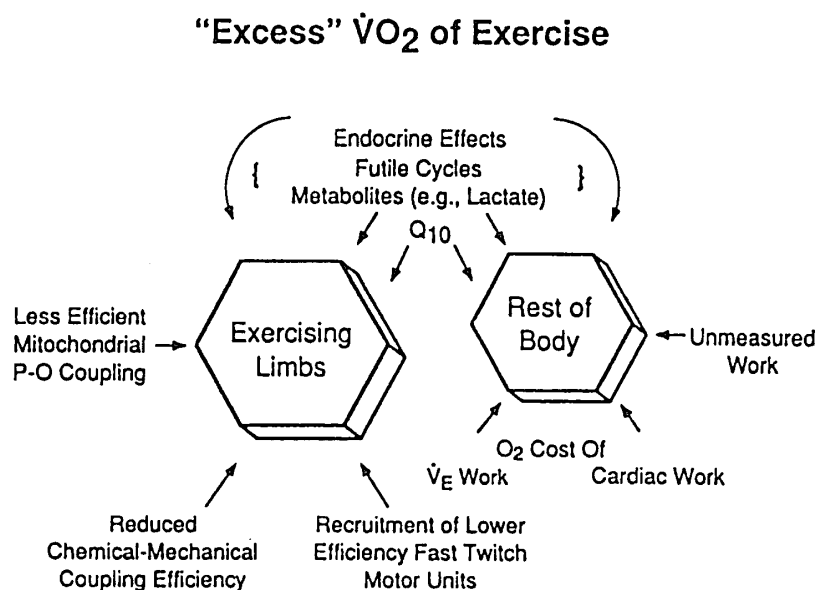 “Excess” V̇O₂ of Exercise
Endocrine Effects
{ Futile Cycles }
Metabolites (e.g., Lactate)
Q₁₀
Less Efficient
Mitochondrial
P-O Coupling
Exercising
Limbs
Rest of
Body
Unmeasured
Work
O₂ Cost Of
V̇E Work
Cardiac Work
Reduced
Chemical-Mechanical
Coupling Efficiency
Recruitment of Lower
Efficiency Fast Twitch
Motor Units